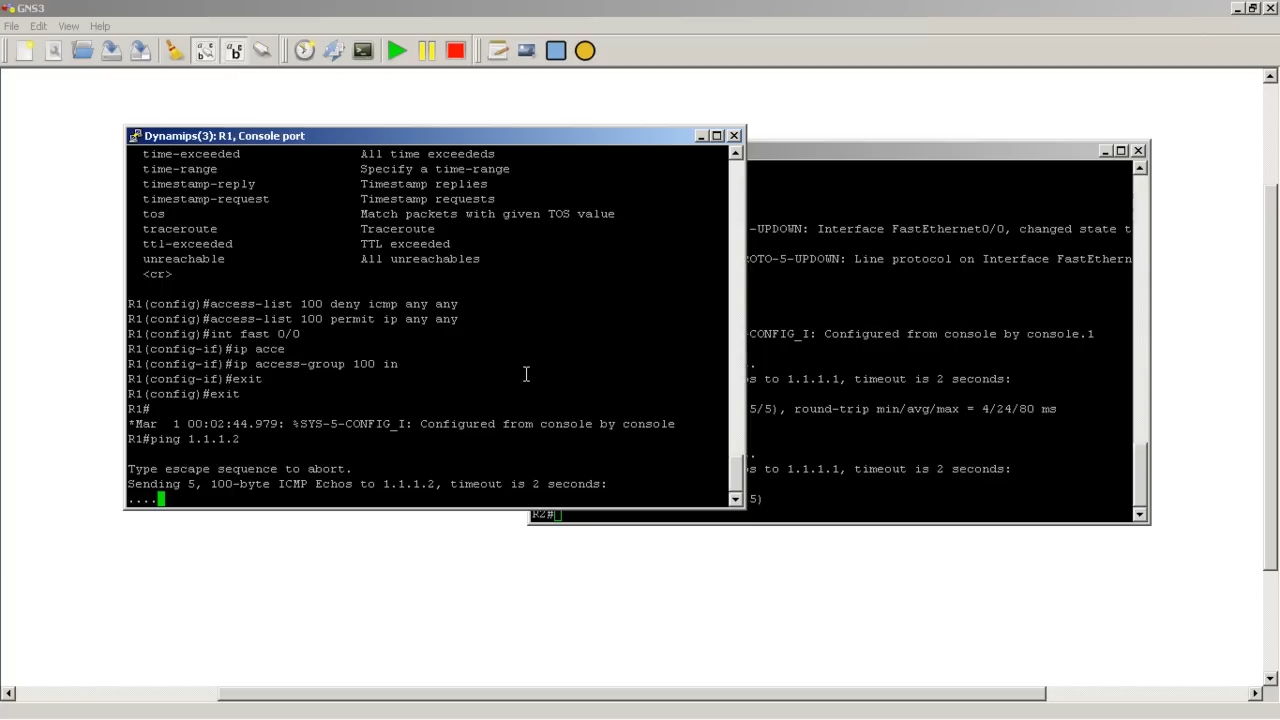 GNS3
File Edit View Help
Dynamips(3): R1, Console port
time-exceeded All time exceededs
time-range Specify a time-range
timestamp-reply Timestamp replies
timestamp-request Timestamp requests
tos Match packets with given TOS value
traceroute Traceroute
ttl-exceeded TTL exceeded
unreachable All unreachables
<cr>
R1(config)#access-list 100 deny icmp any any
R1(config)#access-list 100 permit ip any any
R1(config)#int fast 0/0
R1(config-if)#ip acce
R1(config-if)#ip access-group 100 in
R1(config-if)#exit
R1(config)#exit
R1#
*Mar 1 00:02:44.979: %SYS-5-CONFIG_I: Configured from console by console
R1#ping 1.1.1.2
Type escape sequence to abort.
Sending 5, 100-byte ICMP Echos to 1.1.1.2, timeout is 2 seconds:
....
-UPDOWN: Interface FastEthernet0/0, changed state t
OTO-5-UPDOWN: Line protocol on Interface FastEthern
-CONFIG_I: Configured from console by console.1
.
os to 1.1.1.1, timeout is 2 seconds:
5/5), round-trip min/avg/max = 4/24/80 ms
.
os to 1.1.1.1, timeout is 2 seconds:
5)
R2#